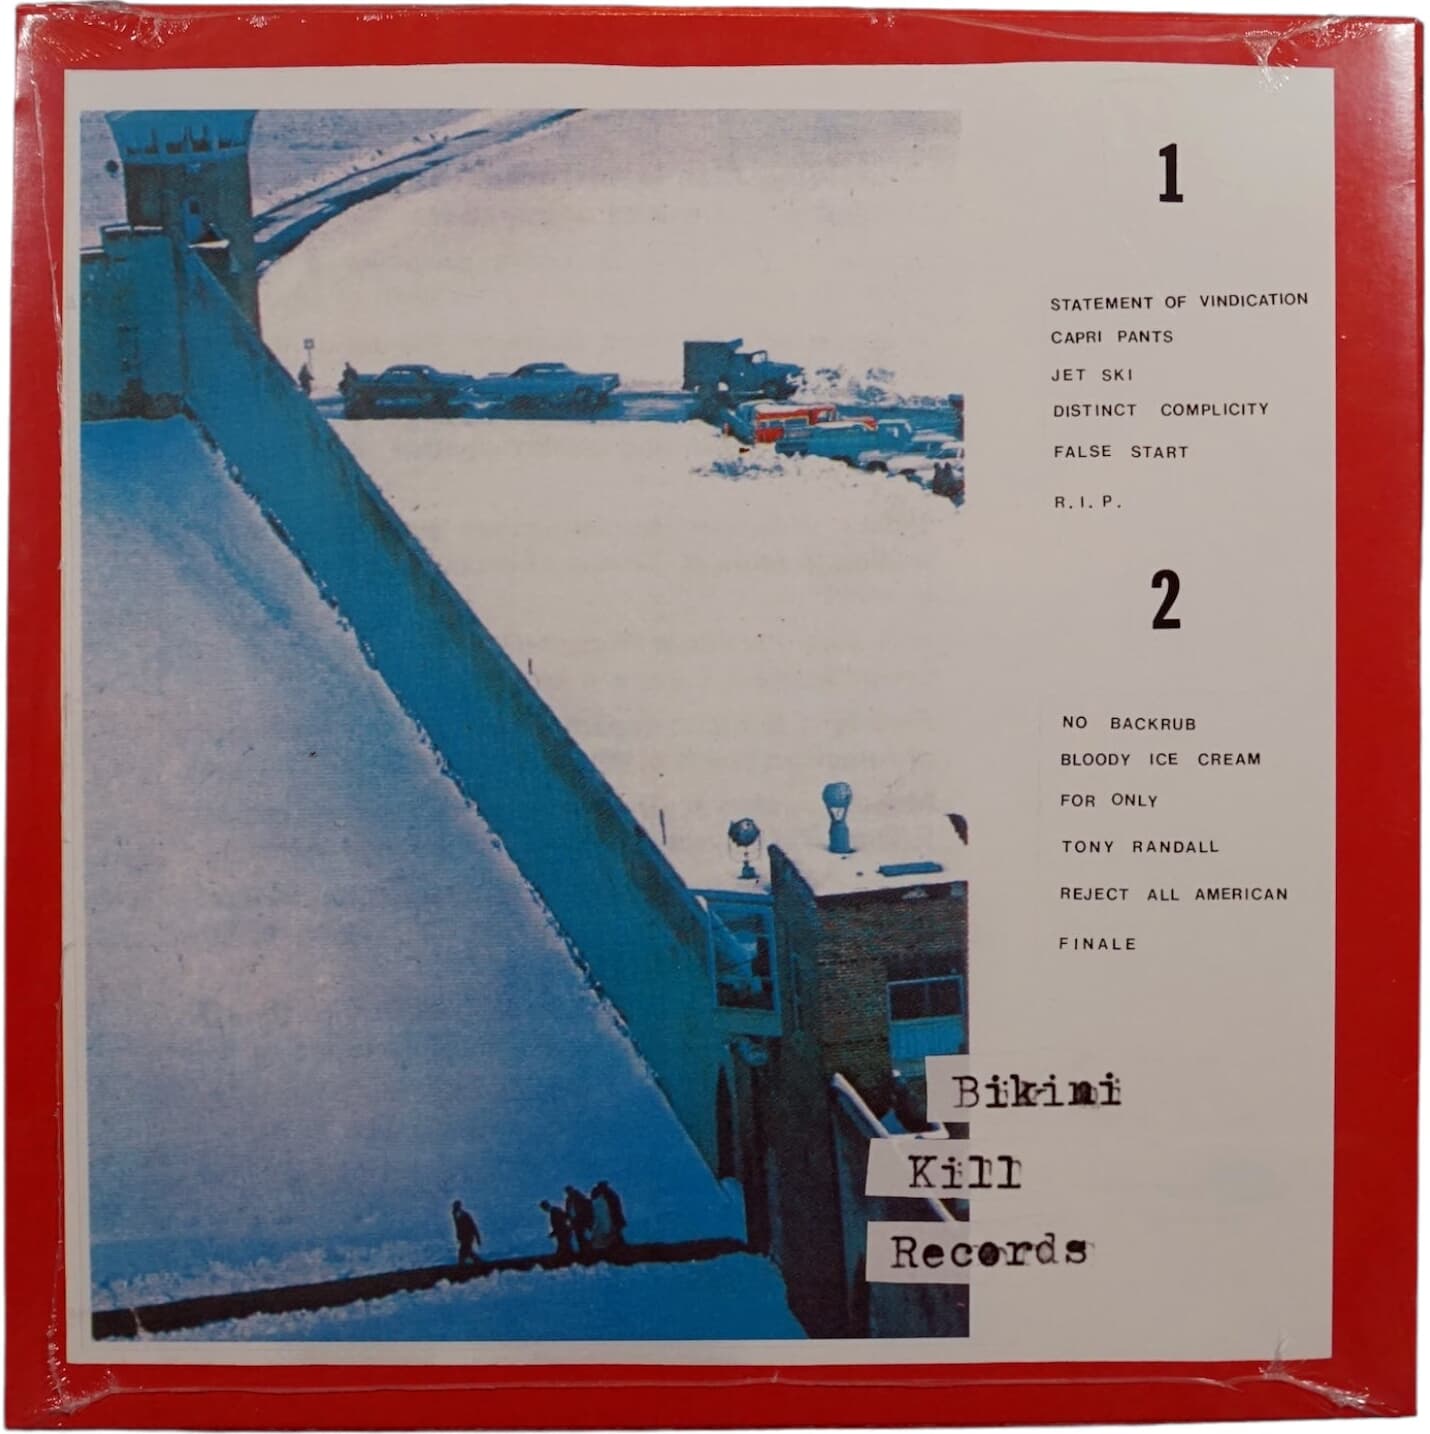 1
STATEMENT OF VINDICATION
CAPRI PANTS
JET SKI
DISTINCT COMPLICITY
FALSE START
R.I.P.
2
NO BACKRUB
BLOODY ICE CREAM
FOR ONLY
TONY RANDALL
REJECT ALL AMERICAN
FINALE
Bikini
Kill
Records